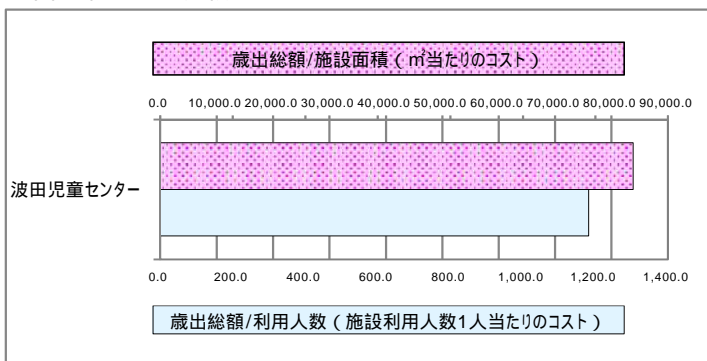 歳出総額/施設面積(㎡当たりのコスト)
0.0 10,000.0 20,000.0 30,000.0 40,000.0 50,000.0 60,000.0 70,000.0 80,000.0 90,000.0
波田児童センター
0.0 200.0 400.0 600.0 800.0 1,000.0 1,200.0 1,400.0
歳出総額/利用人数(施設利用人数1人当たりのコスト)